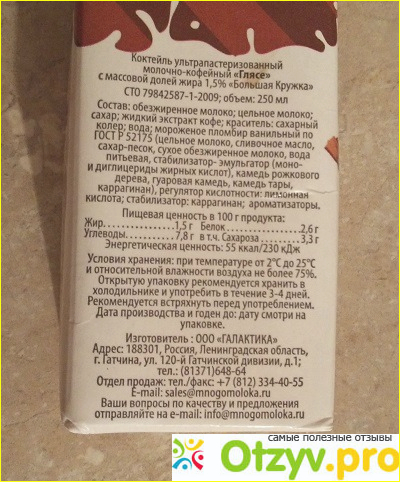 Коктейль ультрапастеризованный
молочно-кофейный «Глясе»
с массовой долей жира 1,5% «Большая Кружка»
СТО 79842587-1-2009; объем: 250 мл
Состав: обезжиренное молоко; цельное молоко;
сахар; жидкий экстракт кофе; краситель: сахарный
колер; вода; мороженое пломбир ванильный по
ГОСТ Р 52175 (цельное молоко, сливочное масло,
сахар-песок, сухое обезжиренное молоко, вода
питьевая, стабилизатор- эмульгатор (моно-
и диглицериды жирных кислот), камедь рожкового
дерева, гуаровая камедь, камедь тары,
каррагинан), регулятор кислотности: лимонная
кислота; стабилизатор: каррагинан; ароматизаторы.
Пищевая ценность в 100 г продукта:
Жир 1,5 г Белок 2,6 г
Углеводы 7,8 г в т.ч. Сахароза 3,3 г
Энергетическая ценность: 55 ккал/230 кДж
Условия хранения: при температуре от 2°С до 25°С
и относительной влажности воздуха не более 75%.
Открытую упаковку рекомендуется хранить в
холодильнике и употребить в течение 3-4 дней.
Рекомендуется встряхнуть перед употреблением.
Дата производства и годен до: дату смотри на
упаковке.
Изготовитель : ООО «ГАЛАКТИКА»
Адрес: 188301, Россия, Ленинградская область,
г. Гатчина, ул. 120-й Гатчинской дивизии, д.1;
тел.: (81371)648-64
Отдел продаж: тел./факс: +7 (812) 334-40-55
E-mail: sales@mnogomoloka.ru
Ваши вопросы по качеству и предложения
отправляйте на e-mail: info@mnogomoloka.ru
самые полезные отзывы
Otzyv.pro